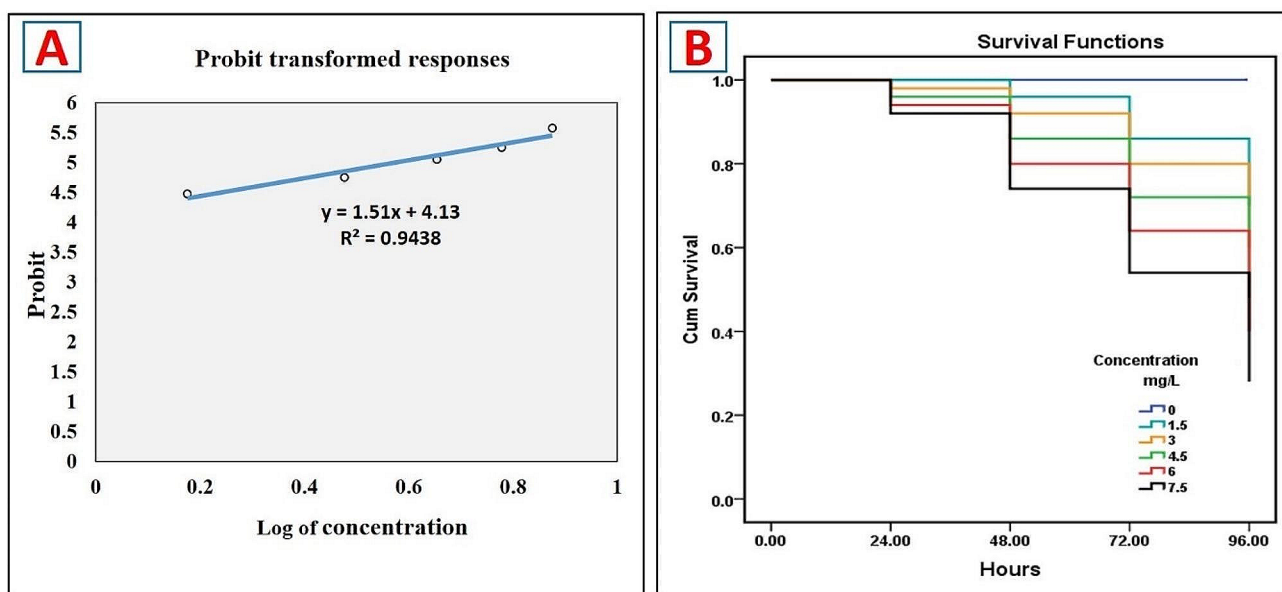 A
Probit transformed responses
6
5.5
5
4.5
4
3.5
3
2.5
2
1.5
1
0.5
0
Probit
y = 1.51x + 4.13
R² = 0.9438
0 0.2 0.4 0.6 0.8 1
Log of concentration
B
Survival Functions
1.0
0.8
0.6
0.4
0.2
0.0
Cum Survival
Concentration
mg/L
0
1.5
3
4.5
6
7.5
0.00 24.00 48.00 72.00 96.00
Hours